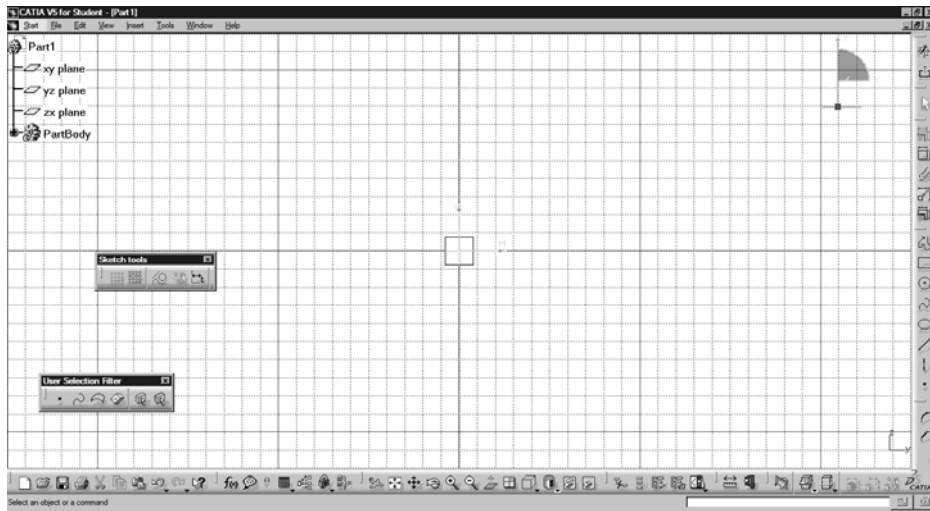 CATIA V5 for Student - [Part1]
Start File Edit View Insert Tools Window Help
Part1
xy plane
yz plane
zx plane
PartBody
H
Sketch tools
User Selection Filter
z
y
CATIA
Select an object or a command